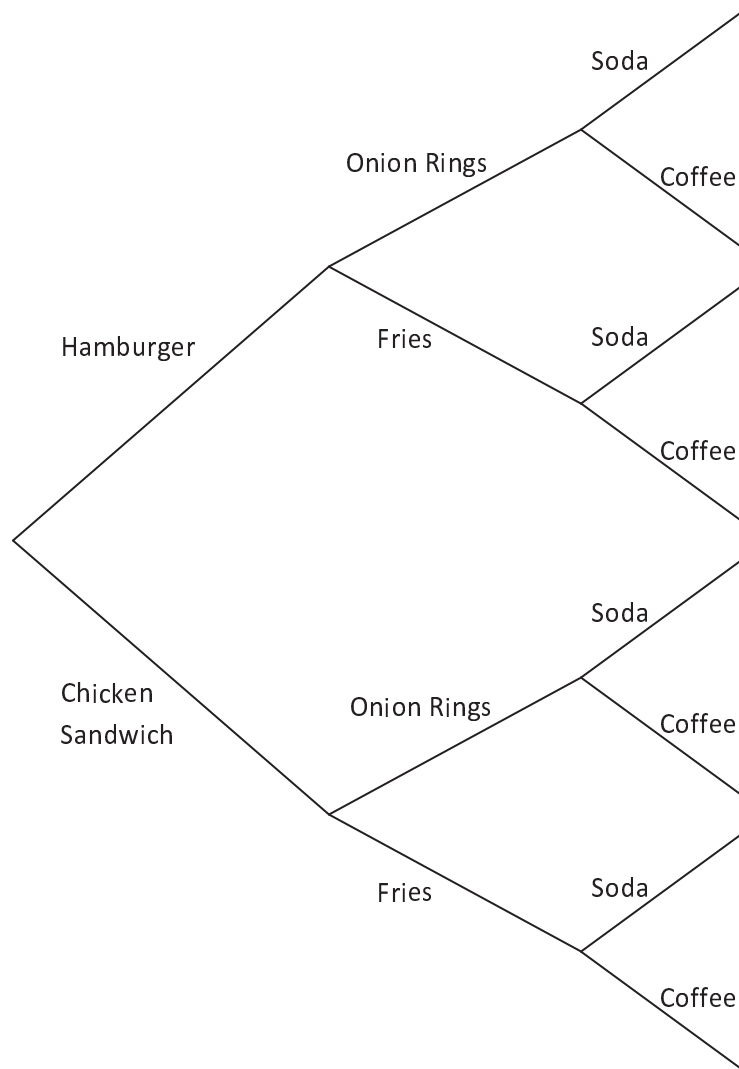 Soda
Onion Rings
Coffee
Hamburger
Fries
Soda
Coffee
Soda
Chicken
Sandwich
Onion Rings
Coffee
Fries
Soda
Coffee